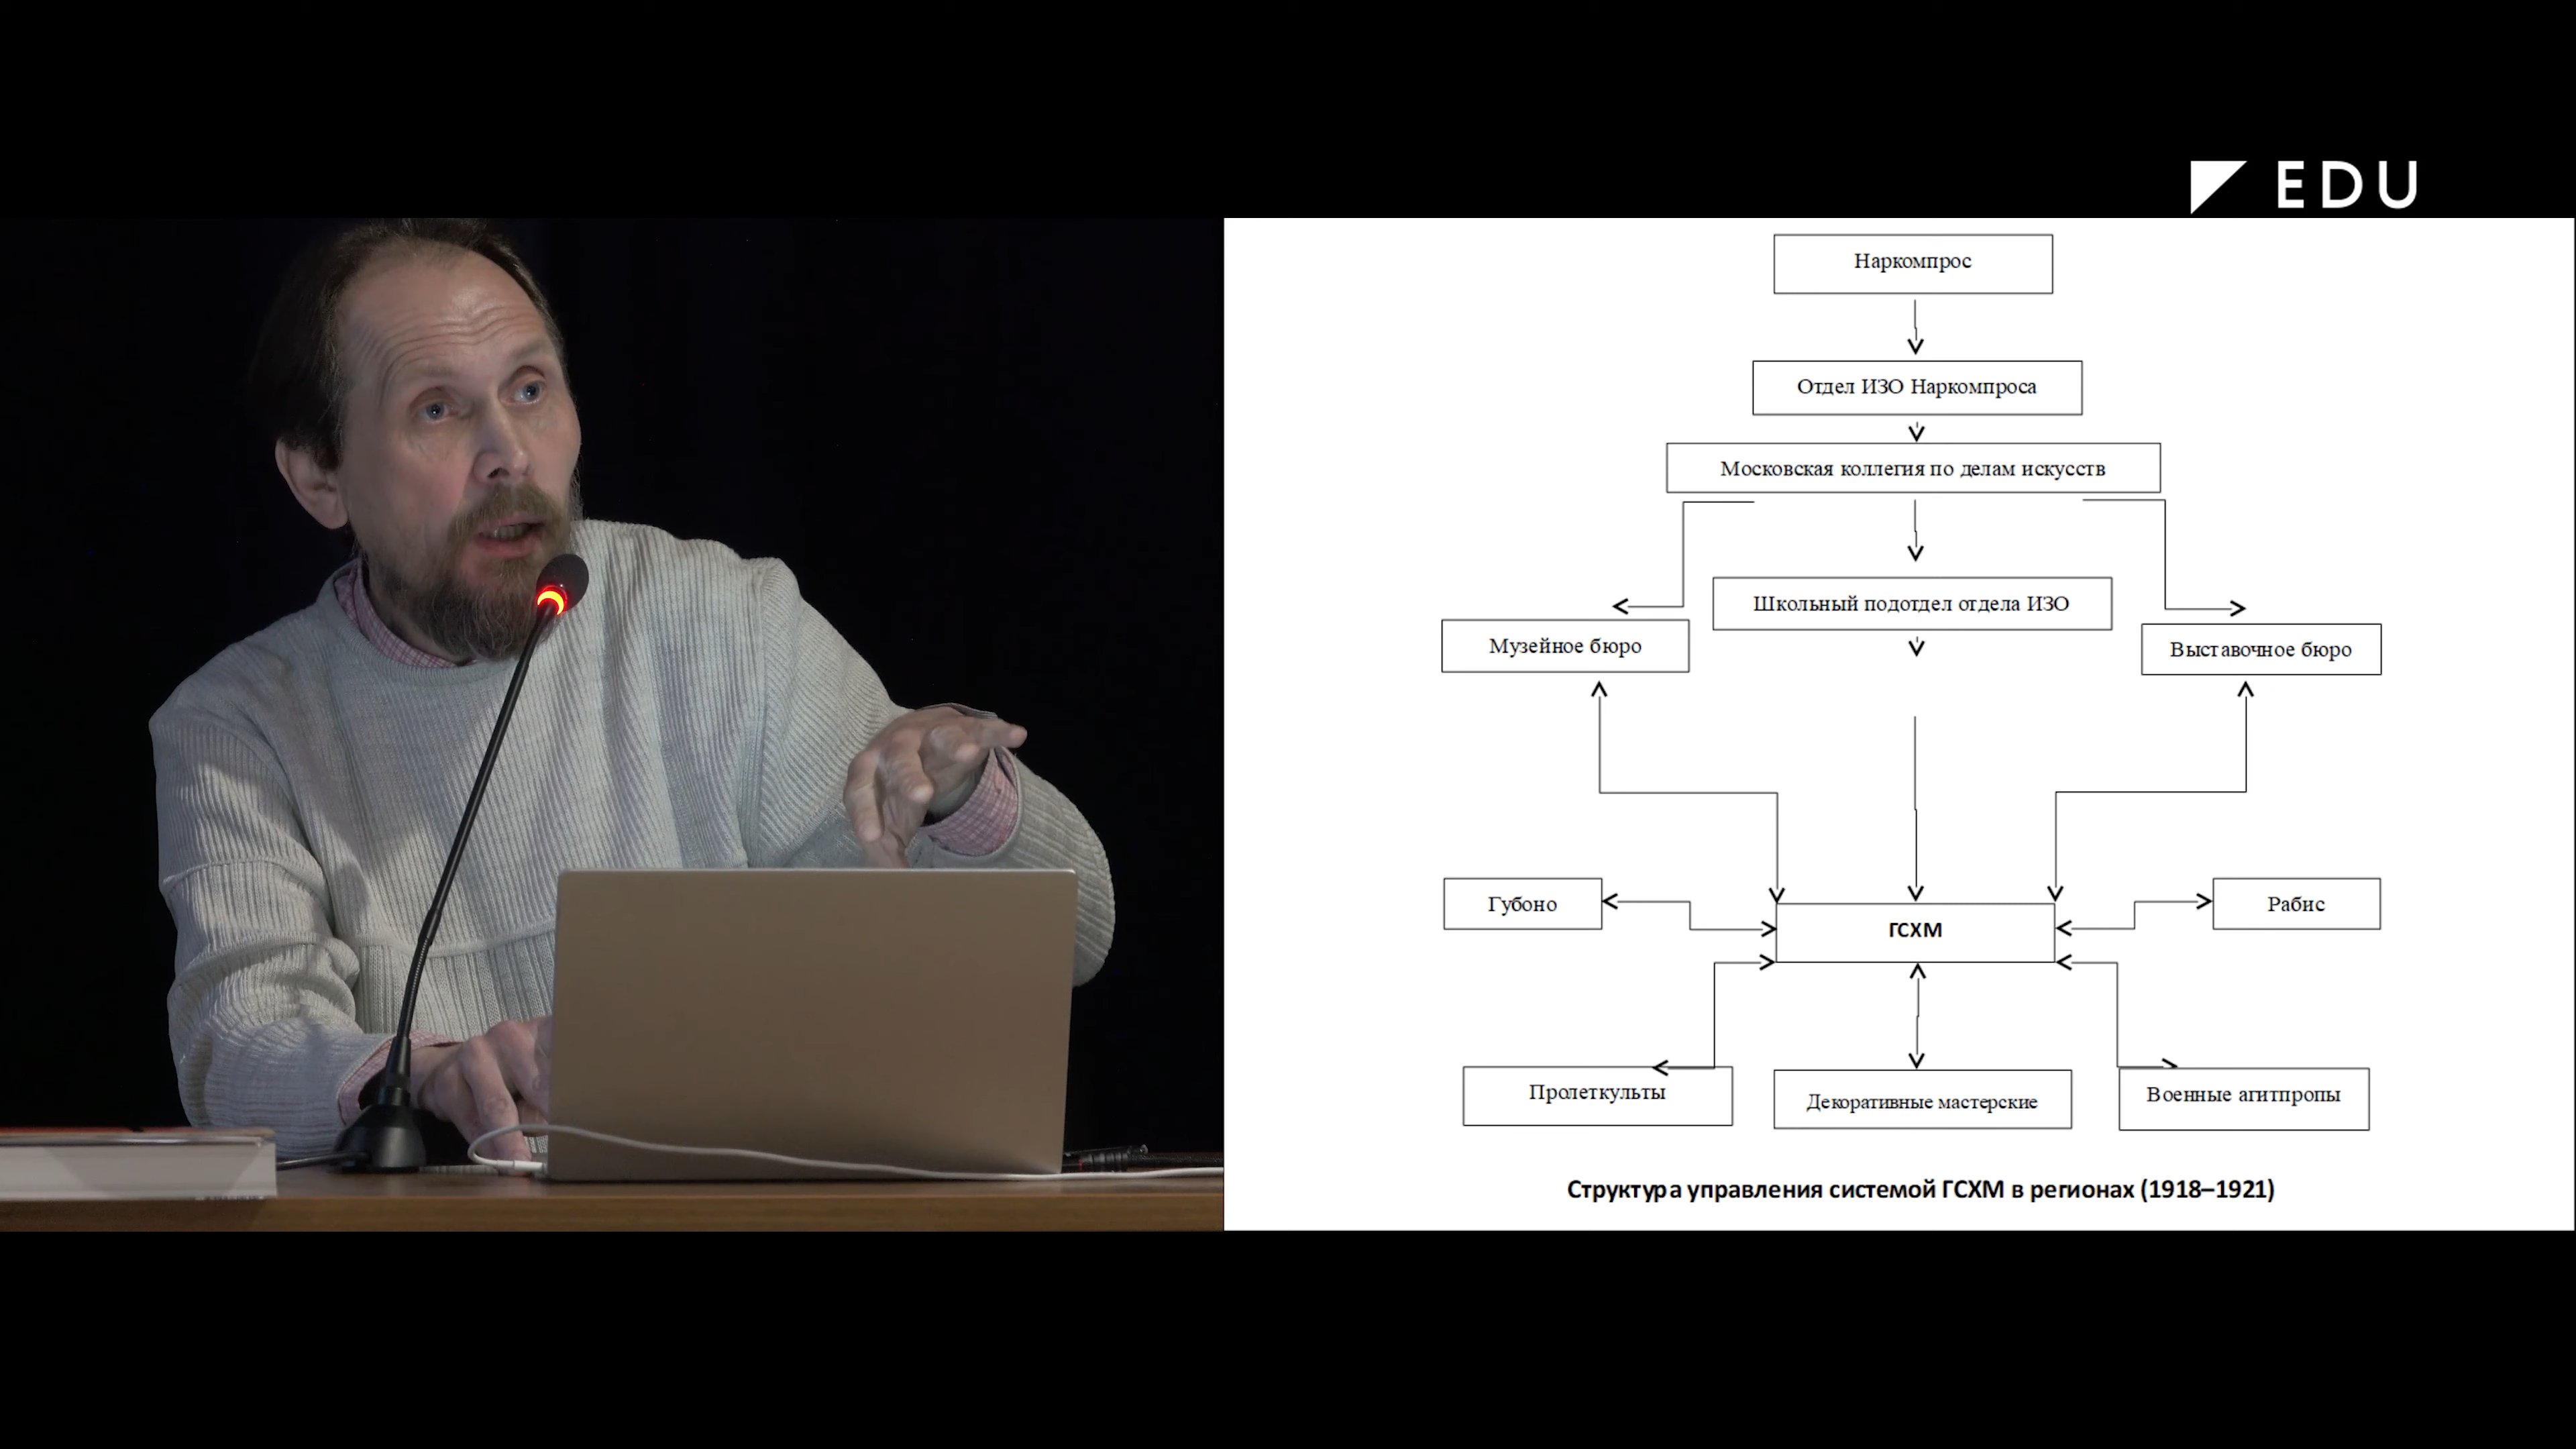 EDU
Наркомпрос
Отдел ИЗО Наркомпроса
Московская коллегия по делам искусств
Школьный подотдел отдела ИЗО
Музейное бюро
Выставочное бюро
Губоно
ГСХМ
Рабис
Пролеткульты
Декоративные мастерские
Военные агитпропы
Структура управления системой ГСХМ в регионах (1918–1921)